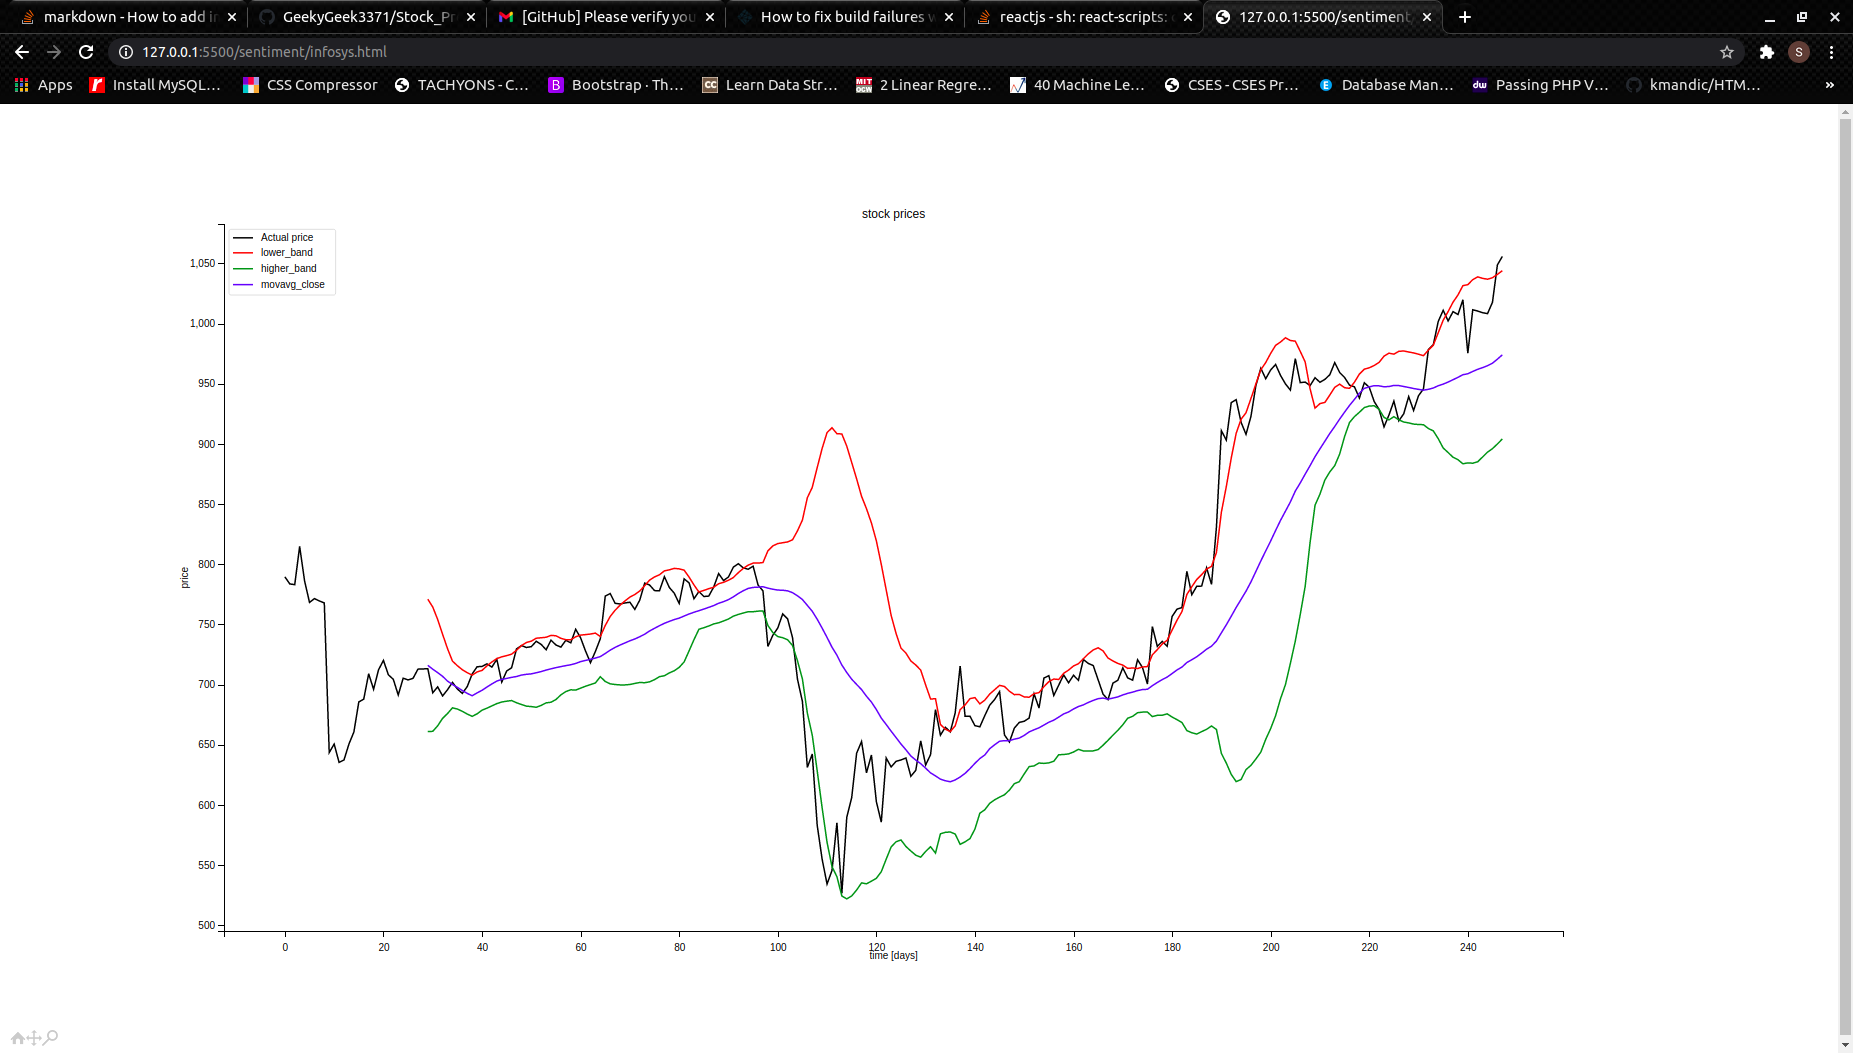 markdown - How to add i
GeekyGeek3371/Stock_Pr
[GitHub] Please verify you
How to fix build failures w
reactjs - sh: react-scripts:
127.0.0.1:5500/sentiment
127.0.0.1:5500/sentiment/infosys.html
S
Apps
Install MySQL...
CSS Compressor
TACHYONS - C...
B
Bootstrap · Th...
CC
Learn Data Str...
MIT
OCW
2 Linear Regre...
40 Machine Le...
CSES - CSES Pr...
E
Database Man...
dw
Passing PHP V...
kmandic/HTM...
»
stock prices
Actual price
lower_band
higher_band
movavg_close
1,050
1,000
950
900
850
800
750
700
650
600
550
500
price
0
20
40
60
80
100
120
140
160
180
200
220
240
time [days]